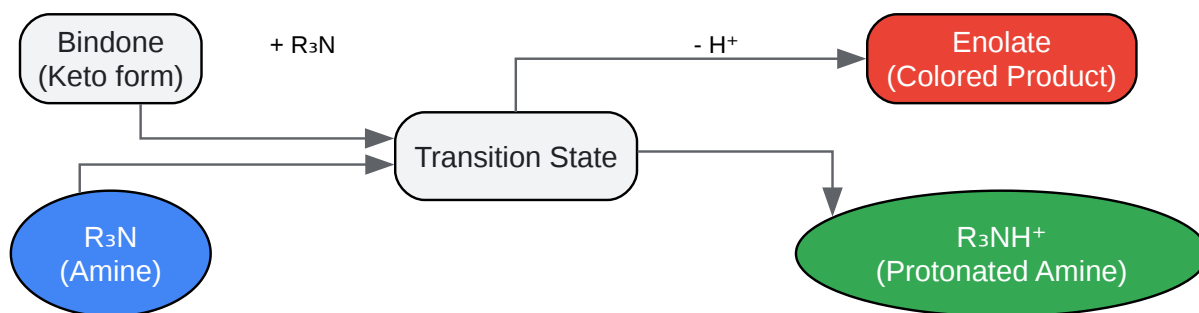 Bindone
(Keto form)
+ R₃N
- H⁺
Enolate
(Colored Product)
Transition State
R₃N
(Amine)
R₃NH⁺
(Protonated Amine)